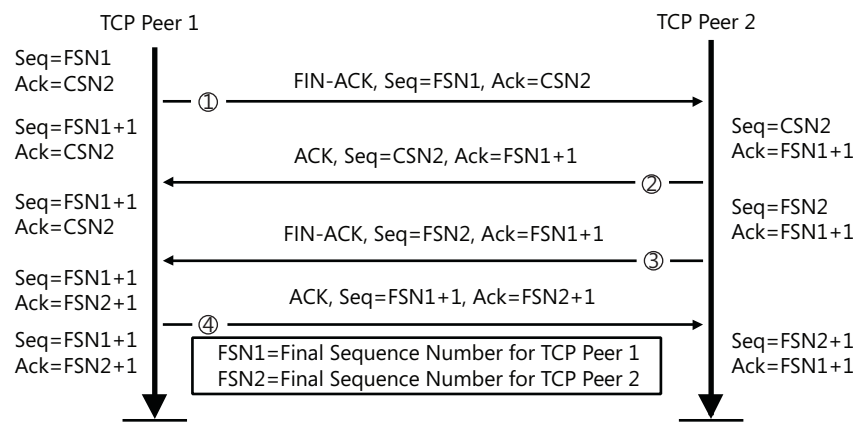 TCP Peer 1
TCP Peer 2
Seq=FSN1
Ack=CSN2
FIN-ACK, Seq=FSN1, Ack=CSN2
①
Seq=FSN1+1
Ack=CSN2
Seq=CSN2
Ack=FSN1+1
ACK, Seq=CSN2, Ack=FSN1+1
②
Seq=FSN1+1
Ack=CSN2
Seq=FSN2
Ack=FSN1+1
FIN-ACK, Seq=FSN2, Ack=FSN1+1
③
Seq=FSN1+1
Ack=FSN2+1
ACK, Seq=FSN1+1, Ack=FSN2+1
④
Seq=FSN1+1
Ack=FSN2+1
Seq=FSN2+1
Ack=FSN1+1
FSN1=Final Sequence Number for TCP Peer 1
FSN2=Final Sequence Number for TCP Peer 2